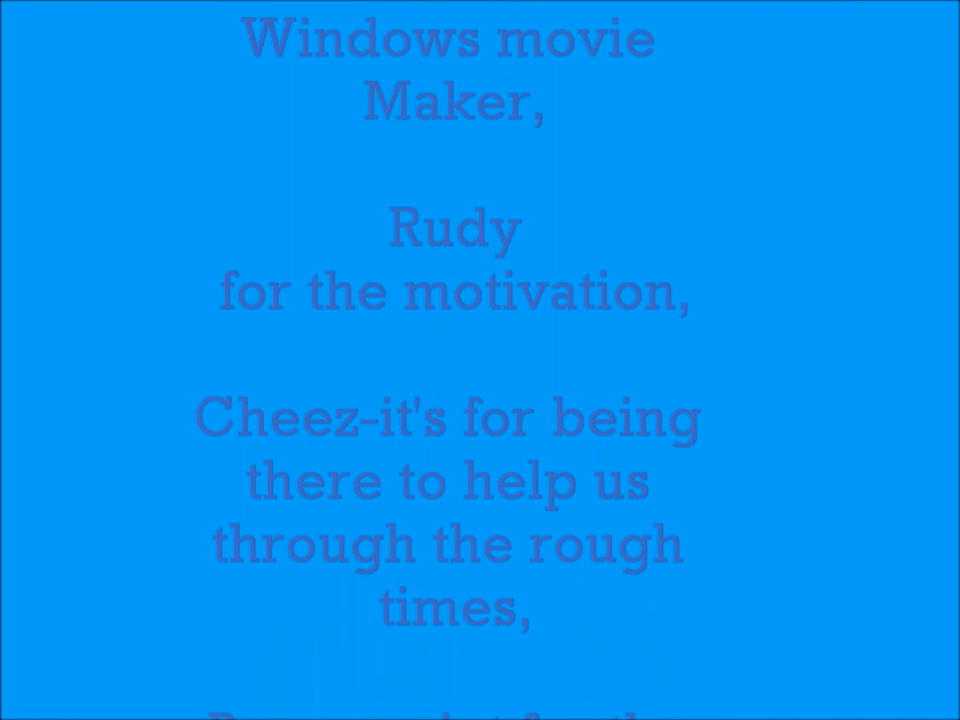 Windows movie
Maker,
Rudy
for the motivation,
Cheez-it's for being
there to help us
through the rough
times,